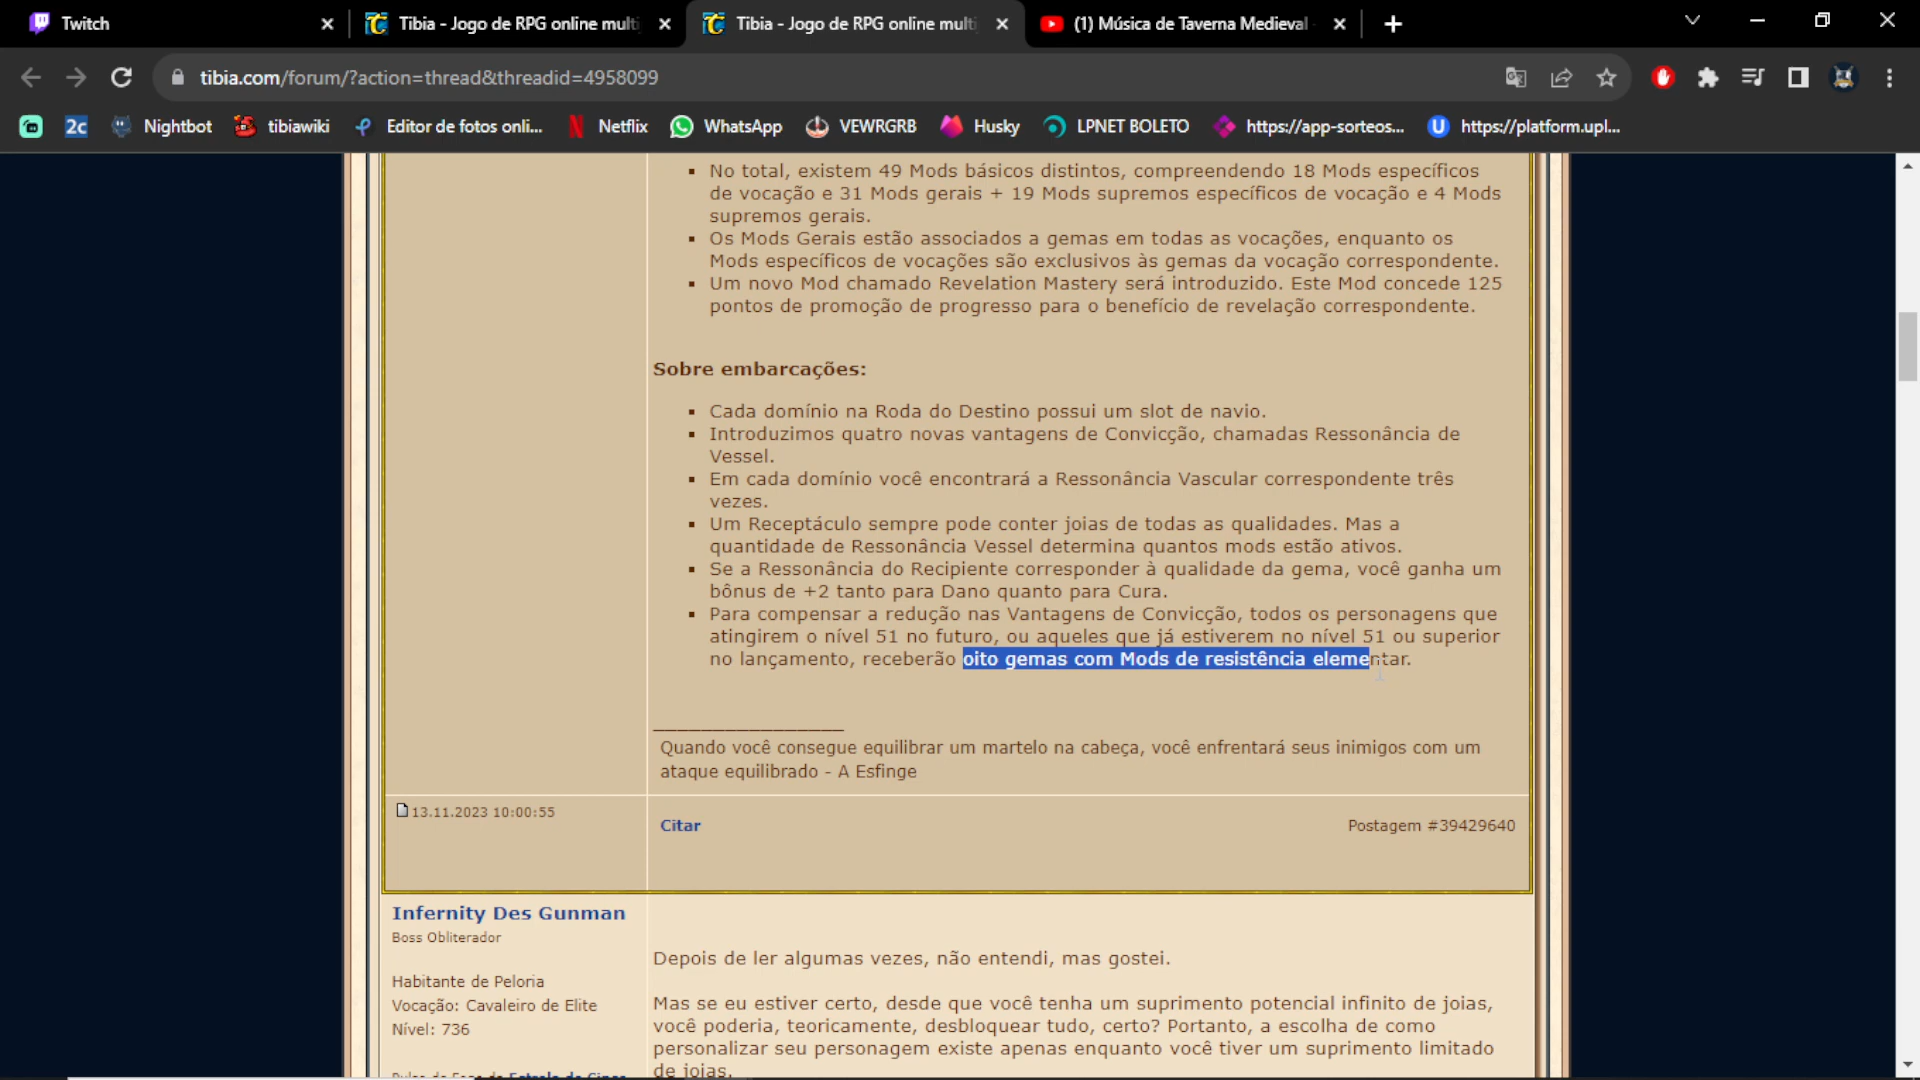 Twitch
Tibia - Jogo de RPG online multi
Tibia - Jogo de RPG online multi
(1) Música de Taverna Medieval
tibia.com/forum/?action=thread&threadid=4958099
2c
Nightbot
tibiawiki
Editor de fotos onli...
Netflix
WhatsApp
VEWRGRB
Husky
LPNET BOLETO
https://app-sorteos...
U
https://platform.upl...
No total, existem 49 Mods básicos distintos, compreendendo 18 Mods específicos
de vocação e 31 Mods gerais + 19 Mods supremos específicos de vocação e 4 Mods
supremos gerais.
Os Mods Gerais estão associados a gemas em todas as vocações, enquanto os
Mods específicos de vocações são exclusivos às gemas da vocação correspondente.
Um novo Mod chamado Revelation Mastery será introduzido. Este Mod concede 125
pontos de promoção de progresso para o benefício de revelação correspondente.
Sobre embarcações:
Cada domínio na Roda do Destino possui um slot de navio.
Introduzimos quatro novas vantagens de Convicção, chamadas Ressonância de
Vessel.
Em cada domínio você encontrará a Ressonância Vascular correspondente três
vezes.
Um Receptáculo sempre pode conter joias de todas as qualidades. Mas a
quantidade de Ressonância Vessel determina quantos mods estão ativos.
Se a Ressonância do Recipiente corresponder à qualidade da gema, você ganha um
bônus de +2 tanto para Dano quanto para Cura.
Para compensar a redução nas Vantagens de Convicção, todos os personagens que
atingirem o nível 51 no futuro, ou aqueles que já estiverem no nível 51 ou superior
no lançamento, receberão oito gemas com Mods de resistência elementar.
Quando você consegue equilibrar um martelo na cabeça, você enfrentará seus inimigos com um
ataque equilibrado - A Esfinge
13.11.2023 10:00:55
Citar
Postagem #39429640
Infernity Des Gunman
Boss Obliterador
Habitante de Peloria
Vocação: Cavaleiro de Elite
Nível: 736
Depois de ler algumas vezes, não entendi, mas gostei.
Mas se eu estiver certo, desde que você tenha um suprimento potencial infinito de joias,
você poderia, teoricamente, desbloquear tudo, certo? Portanto, a escolha de como
personalizar seu personagem existe apenas enquanto você tiver um suprimento limitado
de joias.